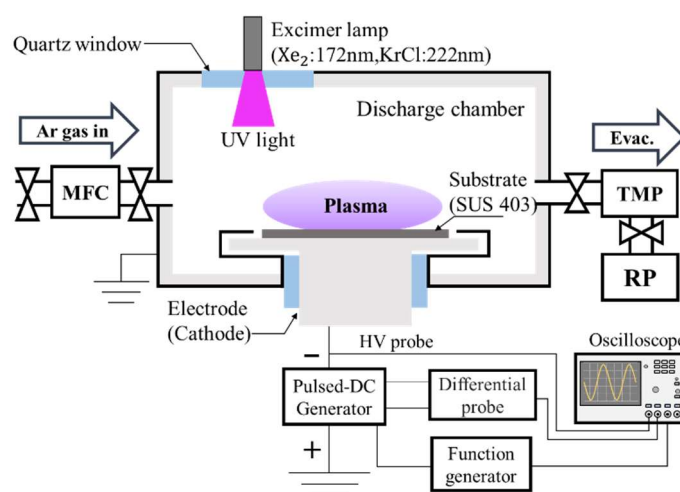 Excimer lamp
(Xe₂:172nm,KrCl:222nm)
Quartz window
Discharge chamber
Ar gas in
Evac.
UV light
MFC
Substrate
(SUS 403)
TMP
Plasma
RP
Electrode
(Cathode)
HV probe
Oscilloscope
−
Pulsed-DC
Generator
Differential
probe
+
Function
generator